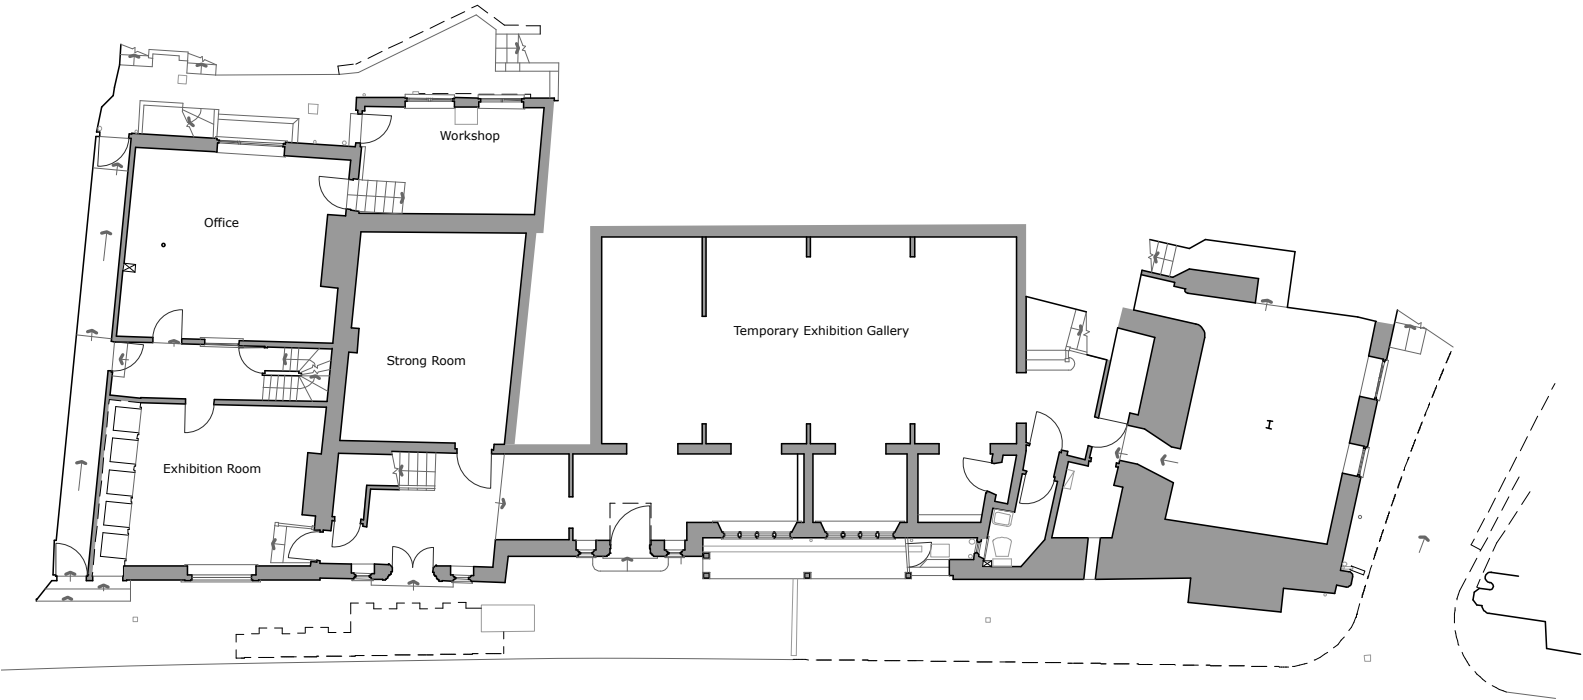 Workshop
Office
Temporary Exhibition Gallery
Strong Room
Exhibition Room